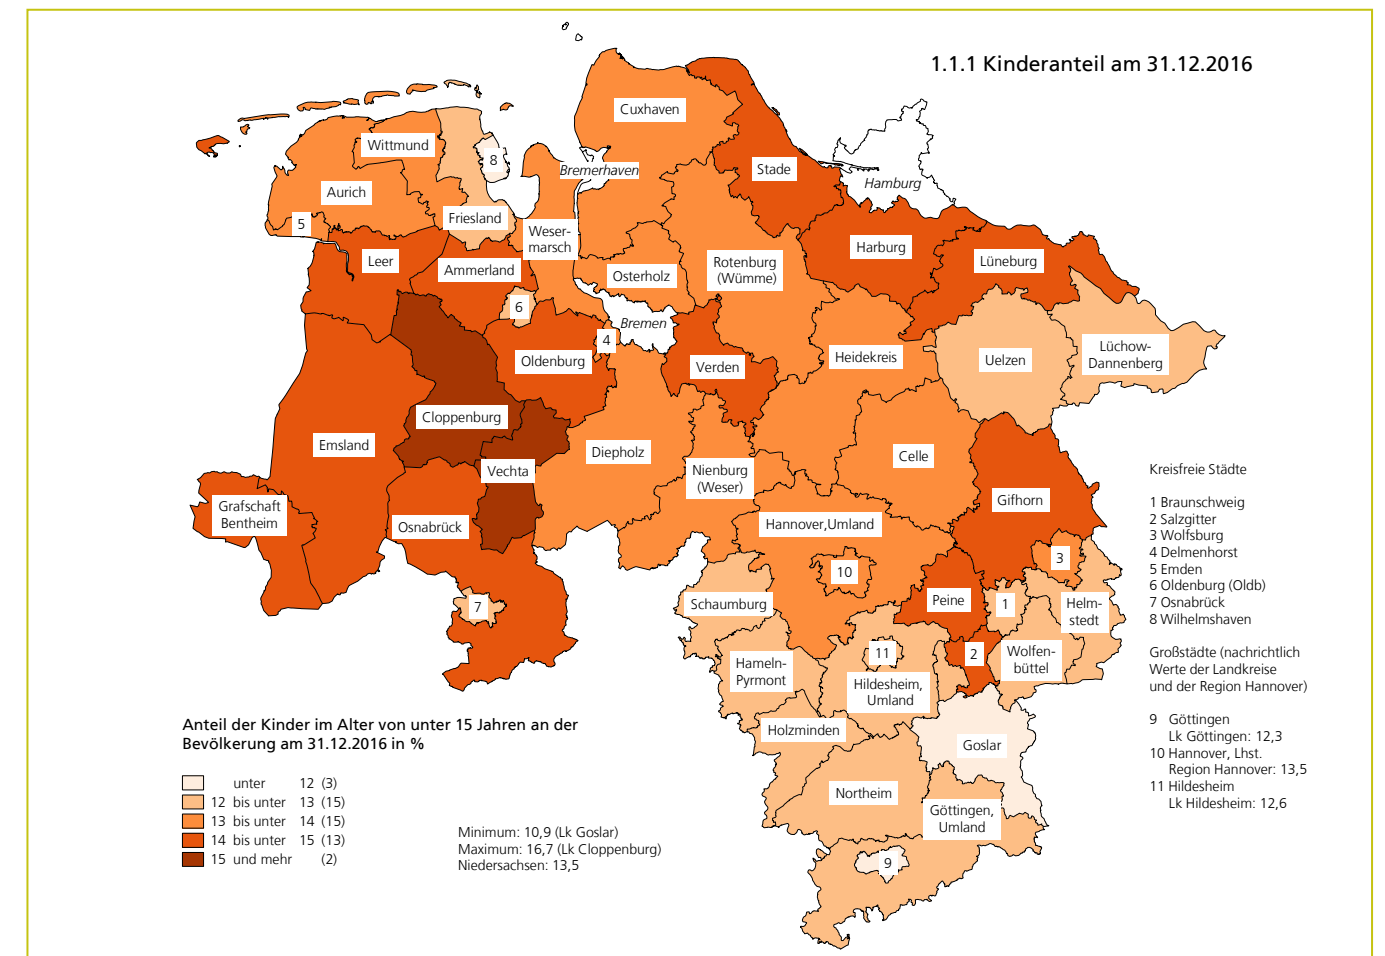 1.1.1 Kinderanteil am 31.12.2016
Cuxhaven
Wittmund
8
Bremerhaven
Stade
Hamburg
Aurich
5
Friesland
Weser-
marsch
Harburg
Lüneburg
Leer
Ammerland
Osterholz
Rotenburg
(Wümme)
6
Bremen
4
Oldenburg
Verden
Heidekreis
Uelzen
Lüchow-
Dannenberg
Cloppenburg
Emsland
Vechta
Diepholz
Nienburg
(Weser)
Celle
Gifhorn
Grafschaft
Bentheim
Osnabrück
Hannover,Umland
3
10
7
Schaumburg
Peine
1
Helm-
stedt
11
2
Wolfen-
büttel
Hameln-
Pyrmont
Hildesheim,
Umland
Holzminden
Goslar
Northeim
Göttingen,
Umland
9
Kreisfreie Städte
1 Braunschweig
2 Salzgitter
3 Wolfsburg
4 Delmenhorst
5 Emden
6 Oldenburg (Oldb)
7 Osnabrück
8 Wilhelmshaven
Großstädte (nachrichtlich
Werte der Landkreise
und der Region Hannover)
9 Göttingen
Lk Göttingen: 12,3
10 Hannover, Lhst.
Region Hannover: 13,5
11 Hildesheim
Lk Hildesheim: 12,6
Anteil der Kinder im Alter von unter 15 Jahren an der
Bevölkerung am 31.12.2016 in %
unter 12 (3)
12 bis unter 13 (15)
13 bis unter 14 (15)
14 bis unter 15 (13)
15 und mehr (2)
Minimum: 10,9 (Lk Goslar)
Maximum: 16,7 (Lk Cloppenburg)
Niedersachsen: 13,5